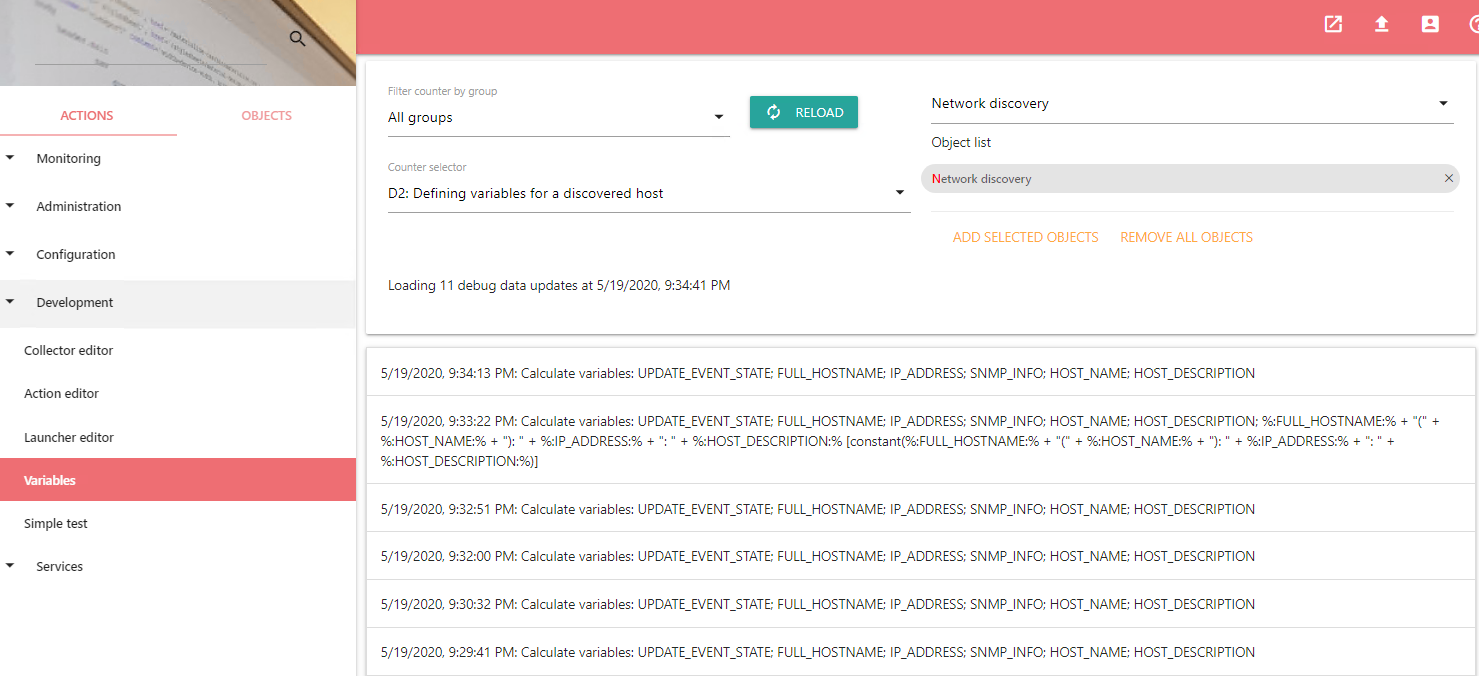 ACTIONS
OBJECTS
Monitoring
Administration
Configuration
Development
Collector editor
Action editor
Launcher editor
Variables
Simple test
Services
Filter counter by group
All groups
RELOAD
Counter selector
D2: Defining variables for a discovered host
Network discovery
Object list
Network discovery
ADD SELECTED OBJECTS
REMOVE ALL OBJECTS
Loading 11 debug data updates at 5/19/2020, 9:34:41 PM
5/19/2020, 9:34:13 PM: Calculate variables: UPDATE_EVENT_STATE; FULL_HOSTNAME; IP_ADDRESS; SNMP_INFO; HOST_NAME; HOST_DESCRIPTION
5/19/2020, 9:33:22 PM: Calculate variables: UPDATE_EVENT_STATE; FULL_HOSTNAME; IP_ADDRESS; SNMP_INFO; HOST_NAME; HOST_DESCRIPTION; %:FULL_HOSTNAME:% + "(" +
%:HOST_NAME:% + "): " + %:IP_ADDRESS:% + ": " + %:HOST_DESCRIPTION:% [constant(%:FULL_HOSTNAME:% + "(" + %:HOST_NAME:% + "): " + %:IP_ADDRESS:% + ": " +
%:HOST_DESCRIPTION:%)]
5/19/2020, 9:32:51 PM: Calculate variables: UPDATE_EVENT_STATE; FULL_HOSTNAME; IP_ADDRESS; SNMP_INFO; HOST_NAME; HOST_DESCRIPTION
5/19/2020, 9:32:00 PM: Calculate variables: UPDATE_EVENT_STATE; FULL_HOSTNAME; IP_ADDRESS; SNMP_INFO; HOST_NAME; HOST_DESCRIPTION
5/19/2020, 9:30:32 PM: Calculate variables: UPDATE_EVENT_STATE; FULL_HOSTNAME; IP_ADDRESS; SNMP_INFO; HOST_NAME; HOST_DESCRIPTION
5/19/2020, 9:29:41 PM: Calculate variables: UPDATE_EVENT_STATE; FULL_HOSTNAME; IP_ADDRESS; SNMP_INFO; HOST_NAME; HOST_DESCRIPTION